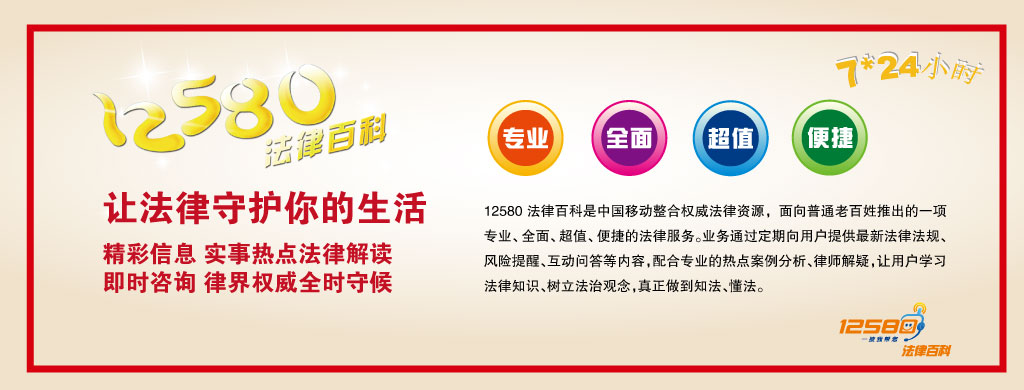 12580
法律百科
7*24小时
专业 全面 超值 便捷
让法律守护你的生活
精彩信息 实事热点法律解读
即时咨询 律界权威全时守候
12580 法律百科是中国移动整合权威法律资源，面向普通老百姓推出的一项
专业、全面、超值、便捷的法律服务。业务通过定期向用户提供最新法律法规、
风险提醒、互动问答等内容，配合专业的热点案例分析、律师解疑，让用户学习
法律知识、树立法治观念，真正做到知法、懂法。
12580
一按我帮您
法律百科